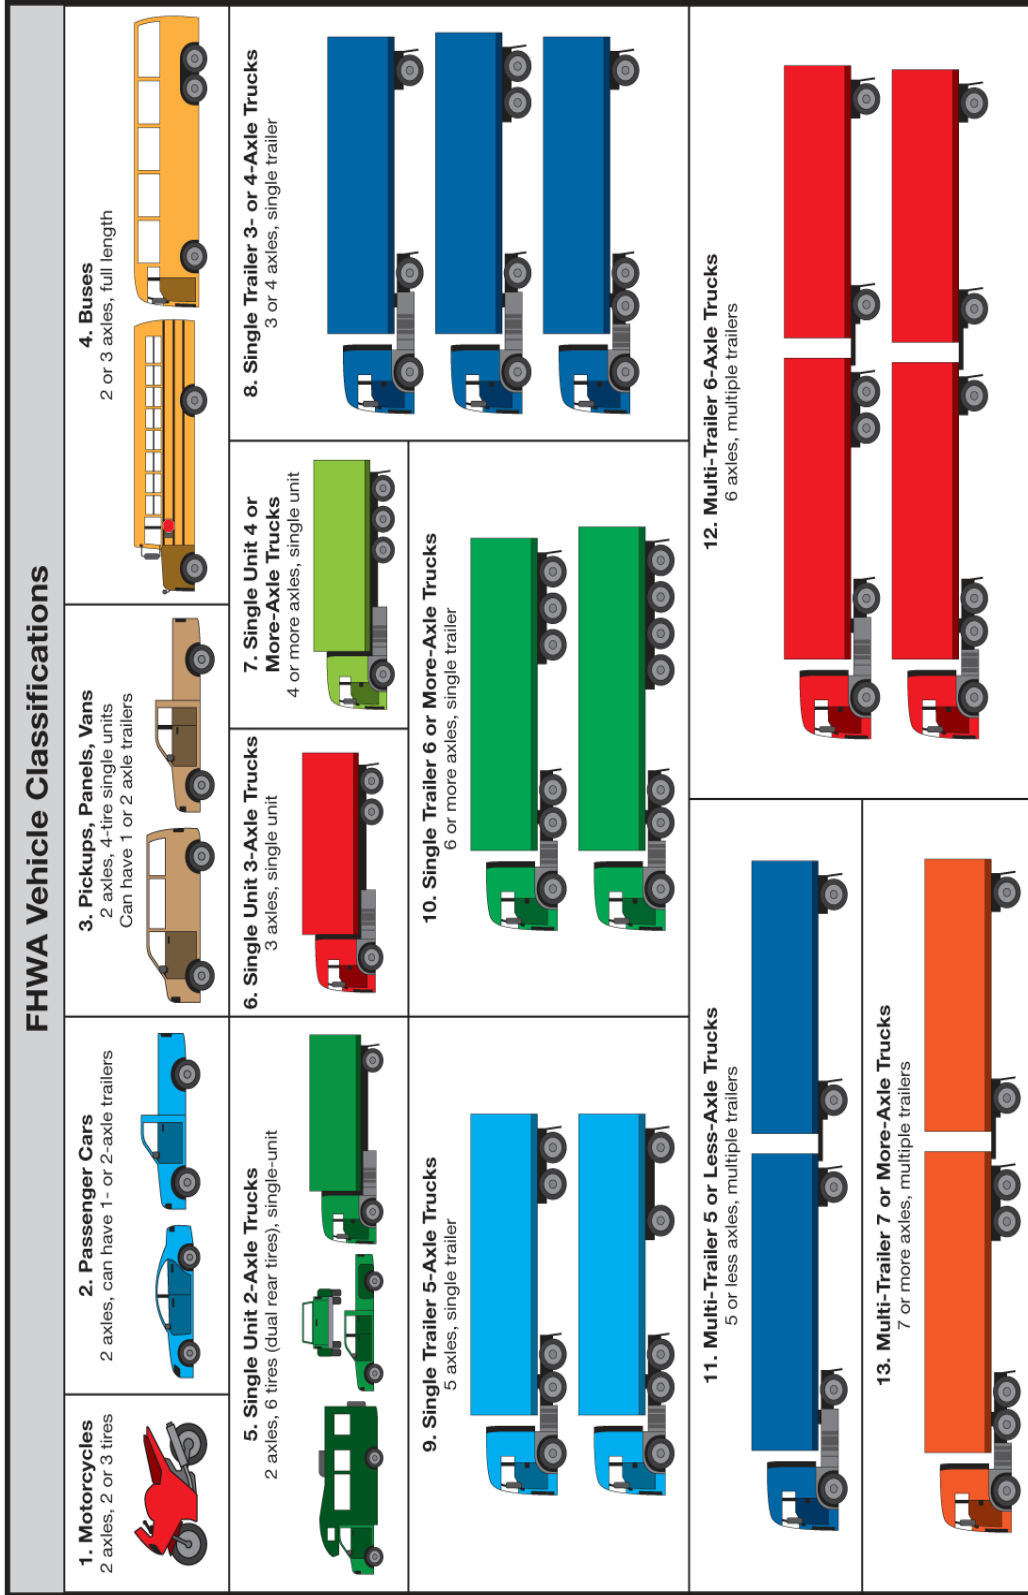 FHWA Vehicle Classifications
1. Motorcycles
2 axles, 2 or 3 tires
2. Passenger Cars
2 axles, can have 1- or 2-axle trailers
3. Pickups, Panels, Vans
2 axles, 4-tire single units
Can have 1 or 2 axle trailers
4. Buses
2 or 3 axles, full length
5. Single Unit 2-Axle Trucks
2 axles, 6 tires (dual rear tires), single-unit
6. Single Unit 3-Axle Trucks
3 axles, single unit
7. Single Unit 4 or
More-Axle Trucks
4 or more axles, single unit
8. Single Trailer 3- or 4-Axle Trucks
3 or 4 axles, single trailer
9. Single Trailer 5-Axle Trucks
5 axles, single trailer
10. Single Trailer 6 or More-Axle Trucks
6 or more axles, single trailer
11. Multi-Trailer 5 or Less-Axle Trucks
5 or less axles, multiple trailers
12. Multi-Trailer 6-Axle Trucks
6 axles, multiple trailers
13. Multi-Trailer 7 or More-Axle Trucks
7 or more axles, multiple trailers